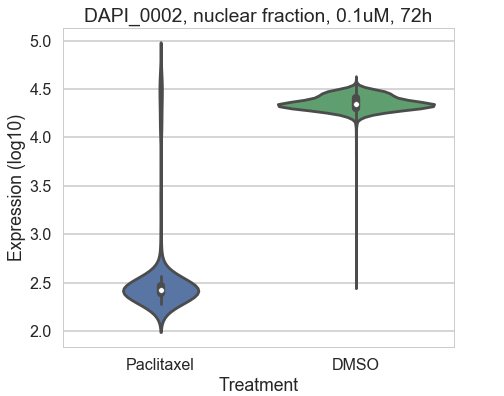 DAPI_0002, nuclear fraction, 0.1uM, 72h
5.0
4.5
4.0
3.5
3.0
2.5
2.0
Expression (log10)
Paclitaxel
DMSO
Treatment